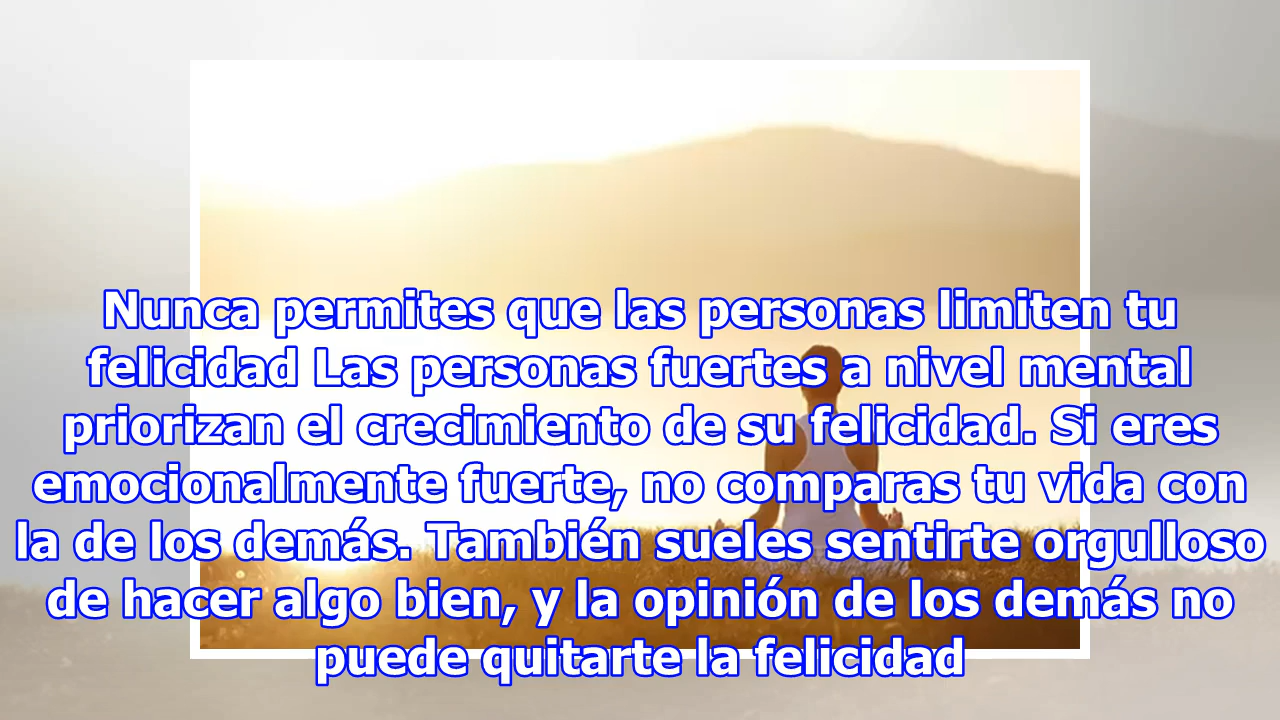 Nunca permites que las personas limiten tu
felicidad Las personas fuertes a nivel mental
priorizan el crecimiento de su felicidad. Si eres
emocionalmente fuerte, no comparas tu vida con
la de los demás. También sueles sentirte orgulloso
de hacer algo bien, y la opinión de los demás no
puede quitarte la felicidad